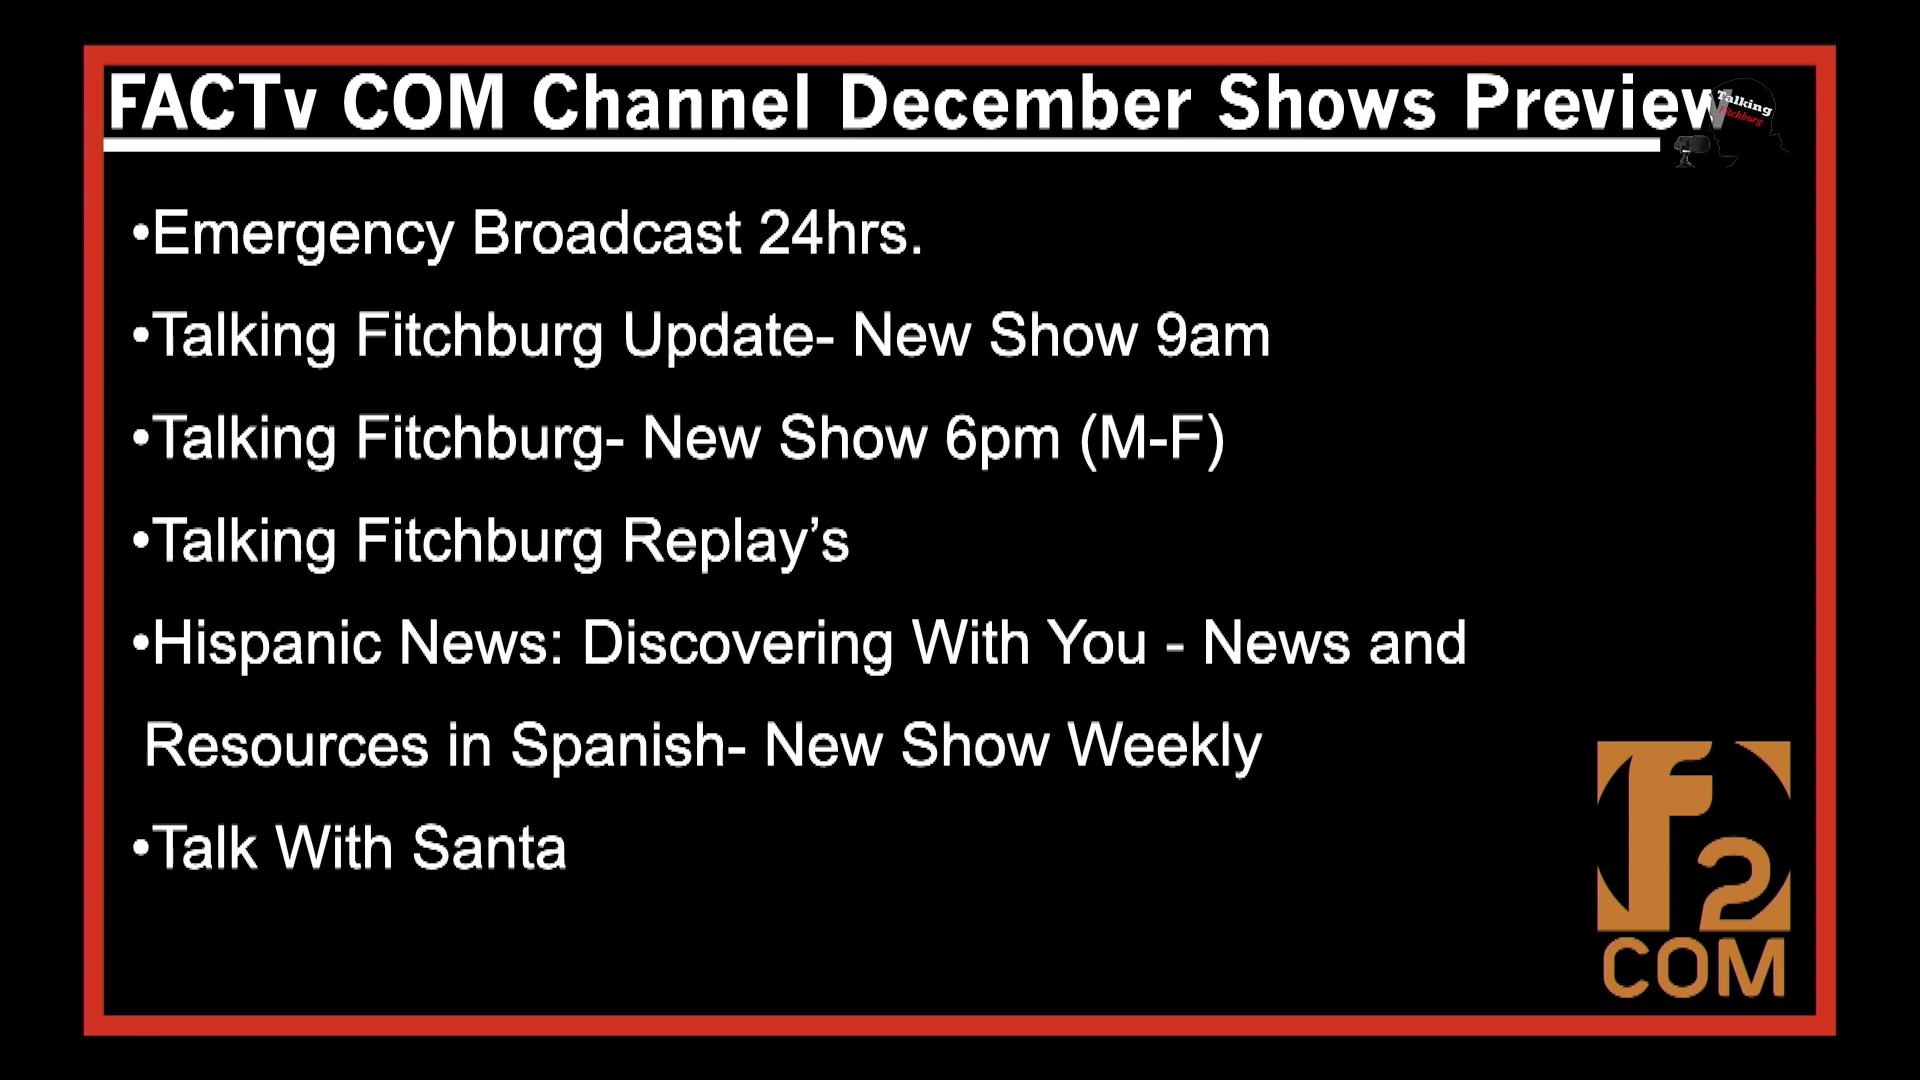 FACTv COM Channel December Shows Preview
Talking
Fitchburg
•Emergency Broadcast 24hrs.
•Talking Fitchburg Update- New Show 9am
•Talking Fitchburg- New Show 6pm (M-F)
•Talking Fitchburg Replay’s
•Hispanic News: Discovering With You - News and
Resources in Spanish- New Show Weekly
•Talk With Santa
f2
COM